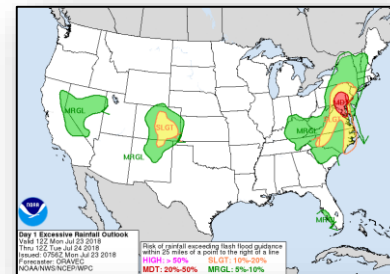 MRGL
SLGT
MRGL
MDT
SLGT
MRGL
MRGL
NOAA
Day 1 Excessive Rainfall Outlook
Valid 12Z Mon Jul 23 2018
Thru 12Z Tue Jul 24 2018
Issued: 0756Z Mon Jul 23 2018
Forecaster: ORAVEC
NOAA/NWS/NCEP/WPC
Risk of rainfall exceeding flash flood guidance
within 25 miles of a point to the right of a line
HIGH: > 50% SLGT: 10%-20%
MDT: 20%-50% MRGL: 5%-10%